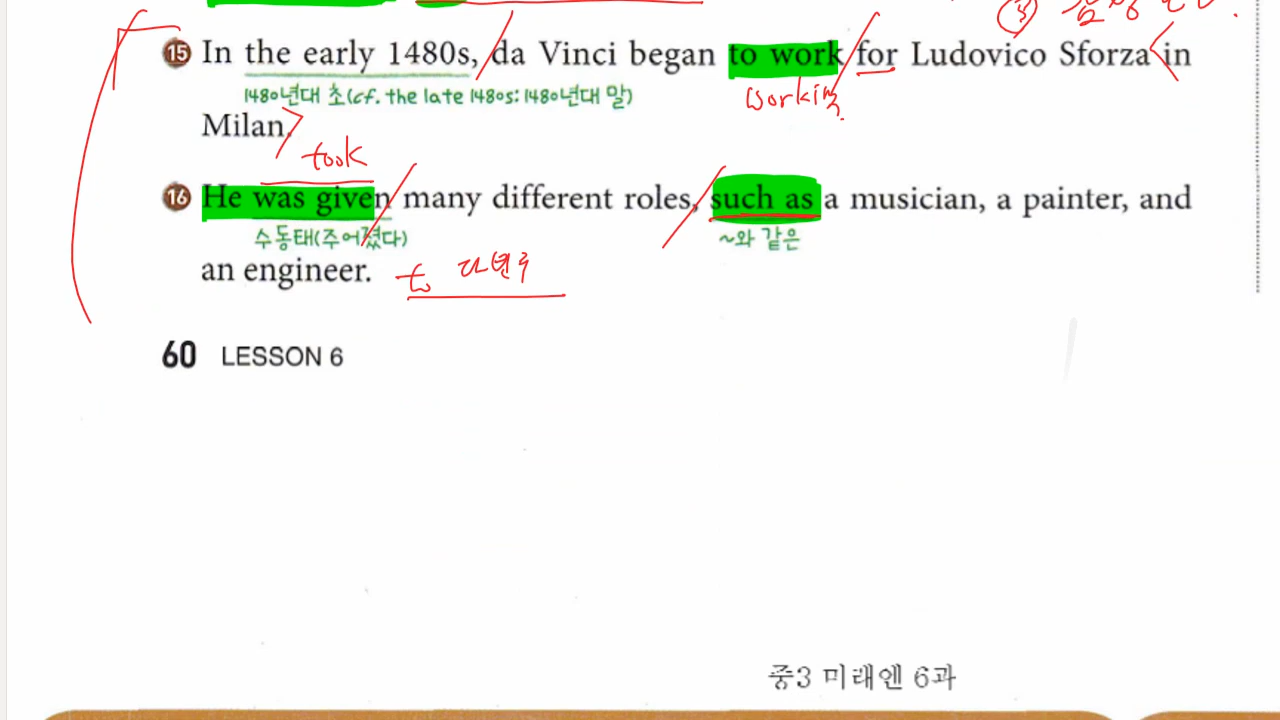 ③
15 In the early 1480s, da Vinci began to work for Ludovico Sforza in
1480년대 초(cf. the late 1480s: 1480년대 말)
working
Milan.
took
16 He was given many different roles, such as a musician, a painter, and
수동태(주어졌다)
~와 같은
an engineer.
60 LESSON 6
중3 미래엔 6과